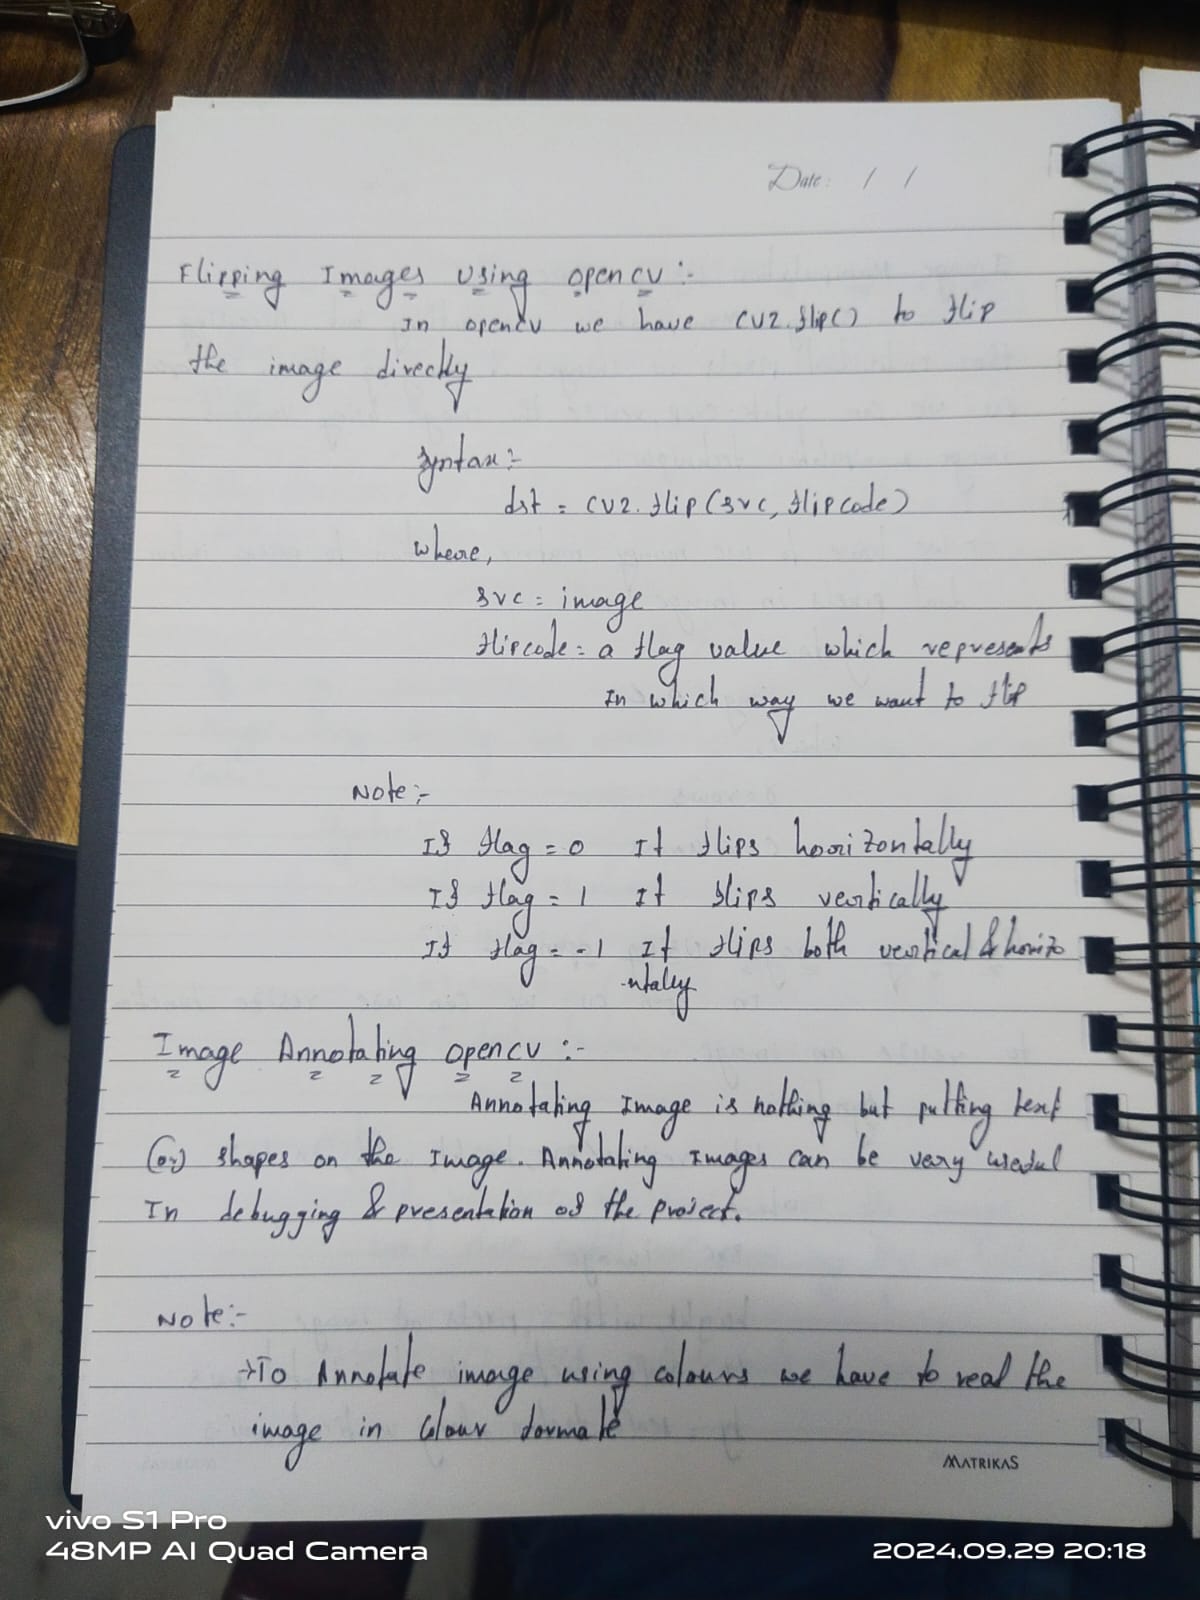 Date: / /
Flipping Images Using opencv :-
In opencv we have cv2.flip() to flip
the image directly
Syntax :-
dst = cv2.flip(src, flipcode)
where,
src = image
flipcode = a flag value which represents
In which way we want to flip
Note :-
If flag = 0 It flips horizontally
If flag = 1 It flips vertically
If flag = -1 It flips both vertical & horizo
-ntally
Image Annotating opencv :-
Annotating Image is nothing but putting text
(or) shapes on the Image. Annotating Images can be very useful
In debugging & presentation of the project.
Note :-
→To Annotate image using colours we have to read the
image in colour formate
MATRIKAS
vivo S1 Pro
48MP AI Quad Camera
2024.09.29 20:18